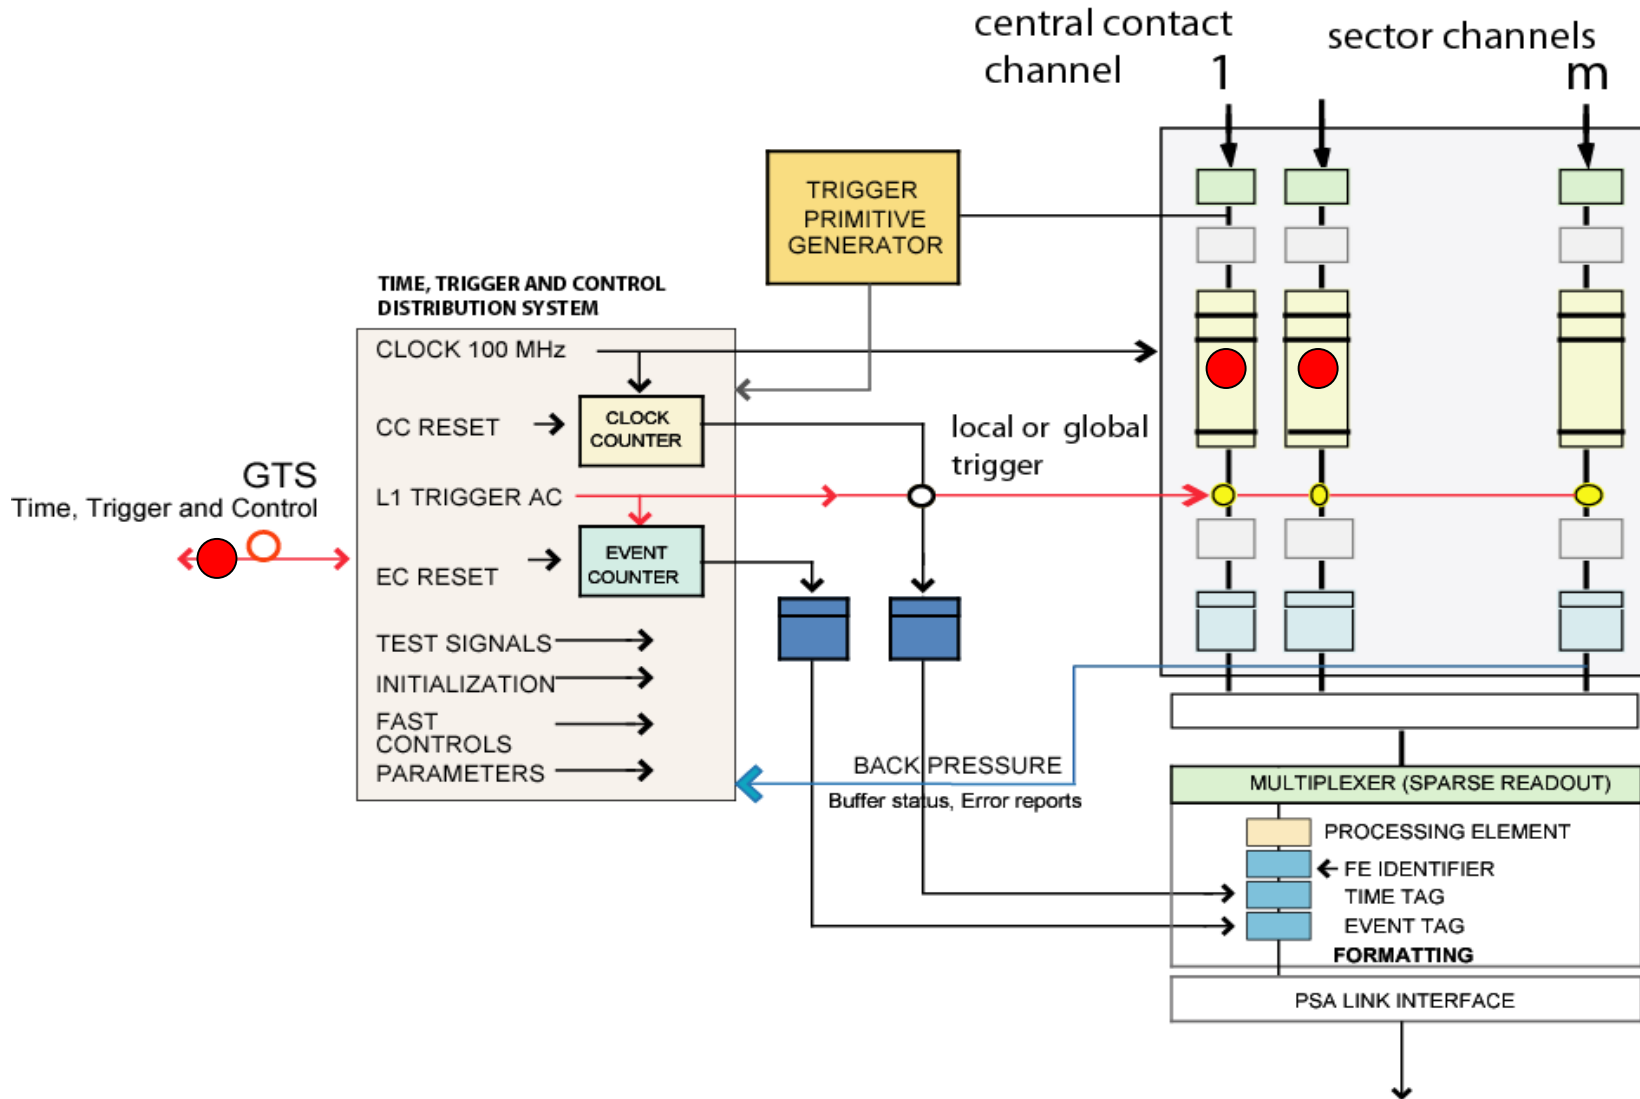 central contact
channel
1
sector channels
m
TRIGGER
PRIMITIVE
GENERATOR
TIME, TRIGGER AND CONTROL
DISTRIBUTION SYSTEM
CLOCK 100 MHz
CC RESET
CLOCK
COUNTER
local or global
trigger
GTS
Time, Trigger and Control
L1 TRIGGER AC
EC RESET
EVENT
COUNTER
TEST SIGNALS
INITIALIZATION
FAST
CONTROLS
PARAMETERS
BACK PRESSURE
Buffer status, Error reports
MULTIPLEXER (SPARSE READOUT)
PROCESSING ELEMENT
FE IDENTIFIER
TIME TAG
EVENT TAG
FORMATTING
PSA LINK INTERFACE